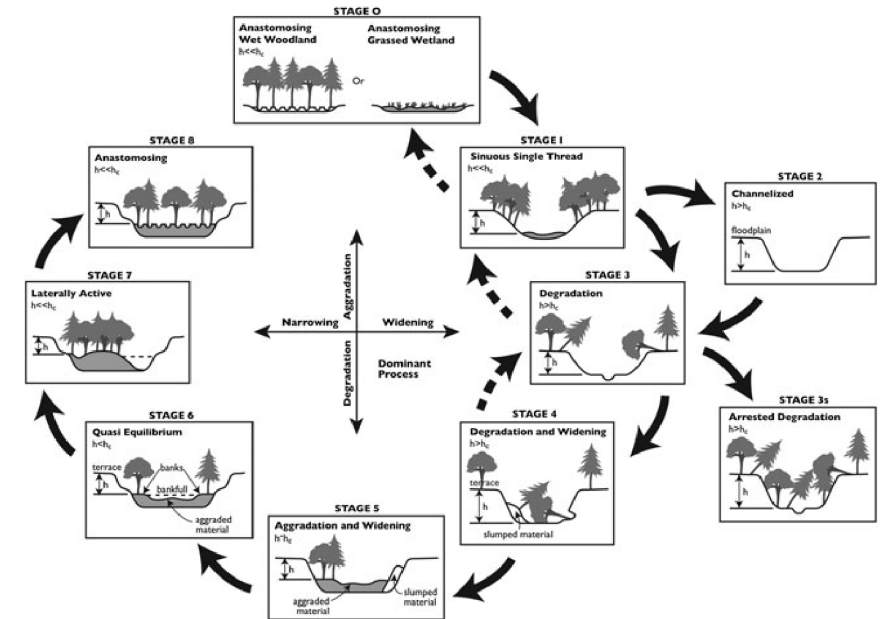 STAGE O
Anastomosing
Wet Woodland
h<<hc
Or
Anastomosing
Grassed Wetland
STAGE I
Sinuous Single Thread
h<<hc
h
STAGE 2
Channelized
h>hc
floodplain
h
STAGE 3
Degradation
h>hc
h
STAGE 3s
Arrested Degradation
h>hc
h
STAGE 4
Degradation and Widening
h>hc
terrace
h
slumped material
STAGE 5
Aggradation and Widening
h~hc
h
aggraded
material
slumped
material
STAGE 6
Quasi Equilibrium
h<hc
terrace
banks
h
bankfull
aggraded
material
STAGE 7
Laterally Active
h<<hc
h
STAGE 8
Anastomosing
h<<hc
h
Aggradation
Narrowing
Widening
Degradation
Dominant
Process